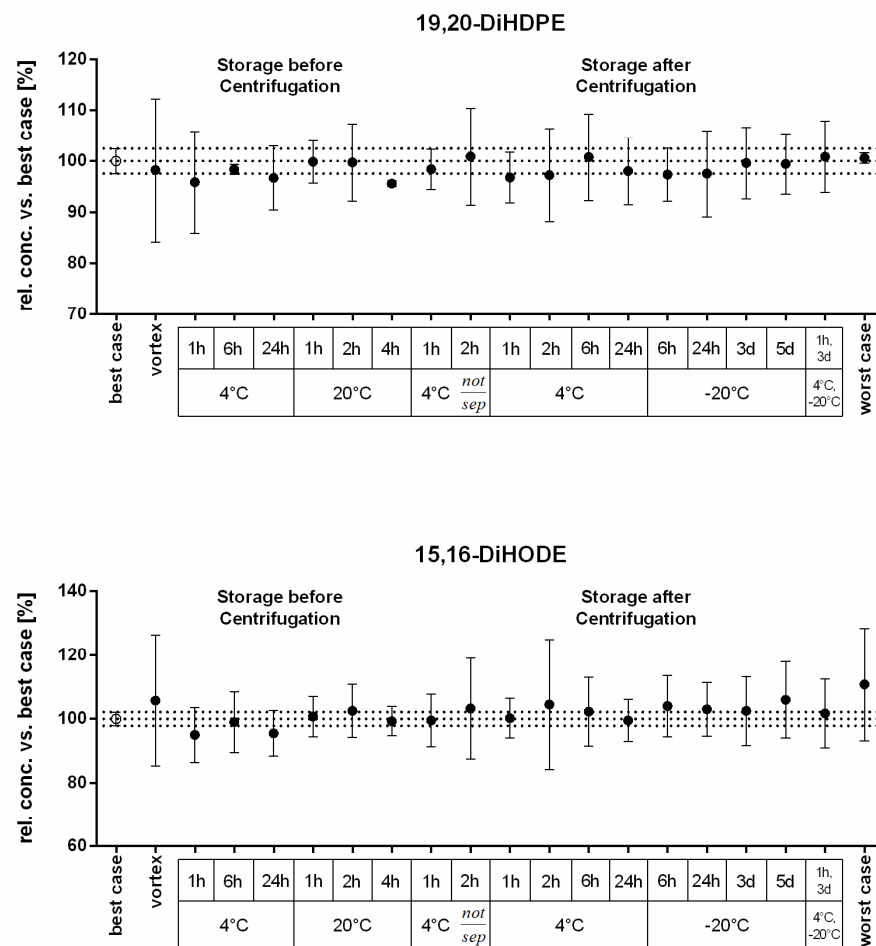 19,20-DiHDPE
rel. conc. vs. best case [%]
120
110
100
90
80
70
Storage before
Centrifugation
Storage after
Centrifugation
best case
vortex
1h 6h 24h 1h 2h 4h 1h 2h 1h 2h 6h 24h 6h 24h 3d 5d 1h,
3d
4°C 20°C 4°C not
sep
4°C -20°C 4°C,
-20°C
worst case
15,16-DiHODE
rel. conc. vs. best case [%]
140
120
100
80
60
Storage before
Centrifugation
Storage after
Centrifugation
best case
vortex
1h 6h 24h 1h 2h 4h 1h 2h 1h 2h 6h 24h 6h 24h 3d 5d 1h,
3d
4°C 20°C 4°C not
sep
4°C -20°C 4°C,
-20°C
worst case